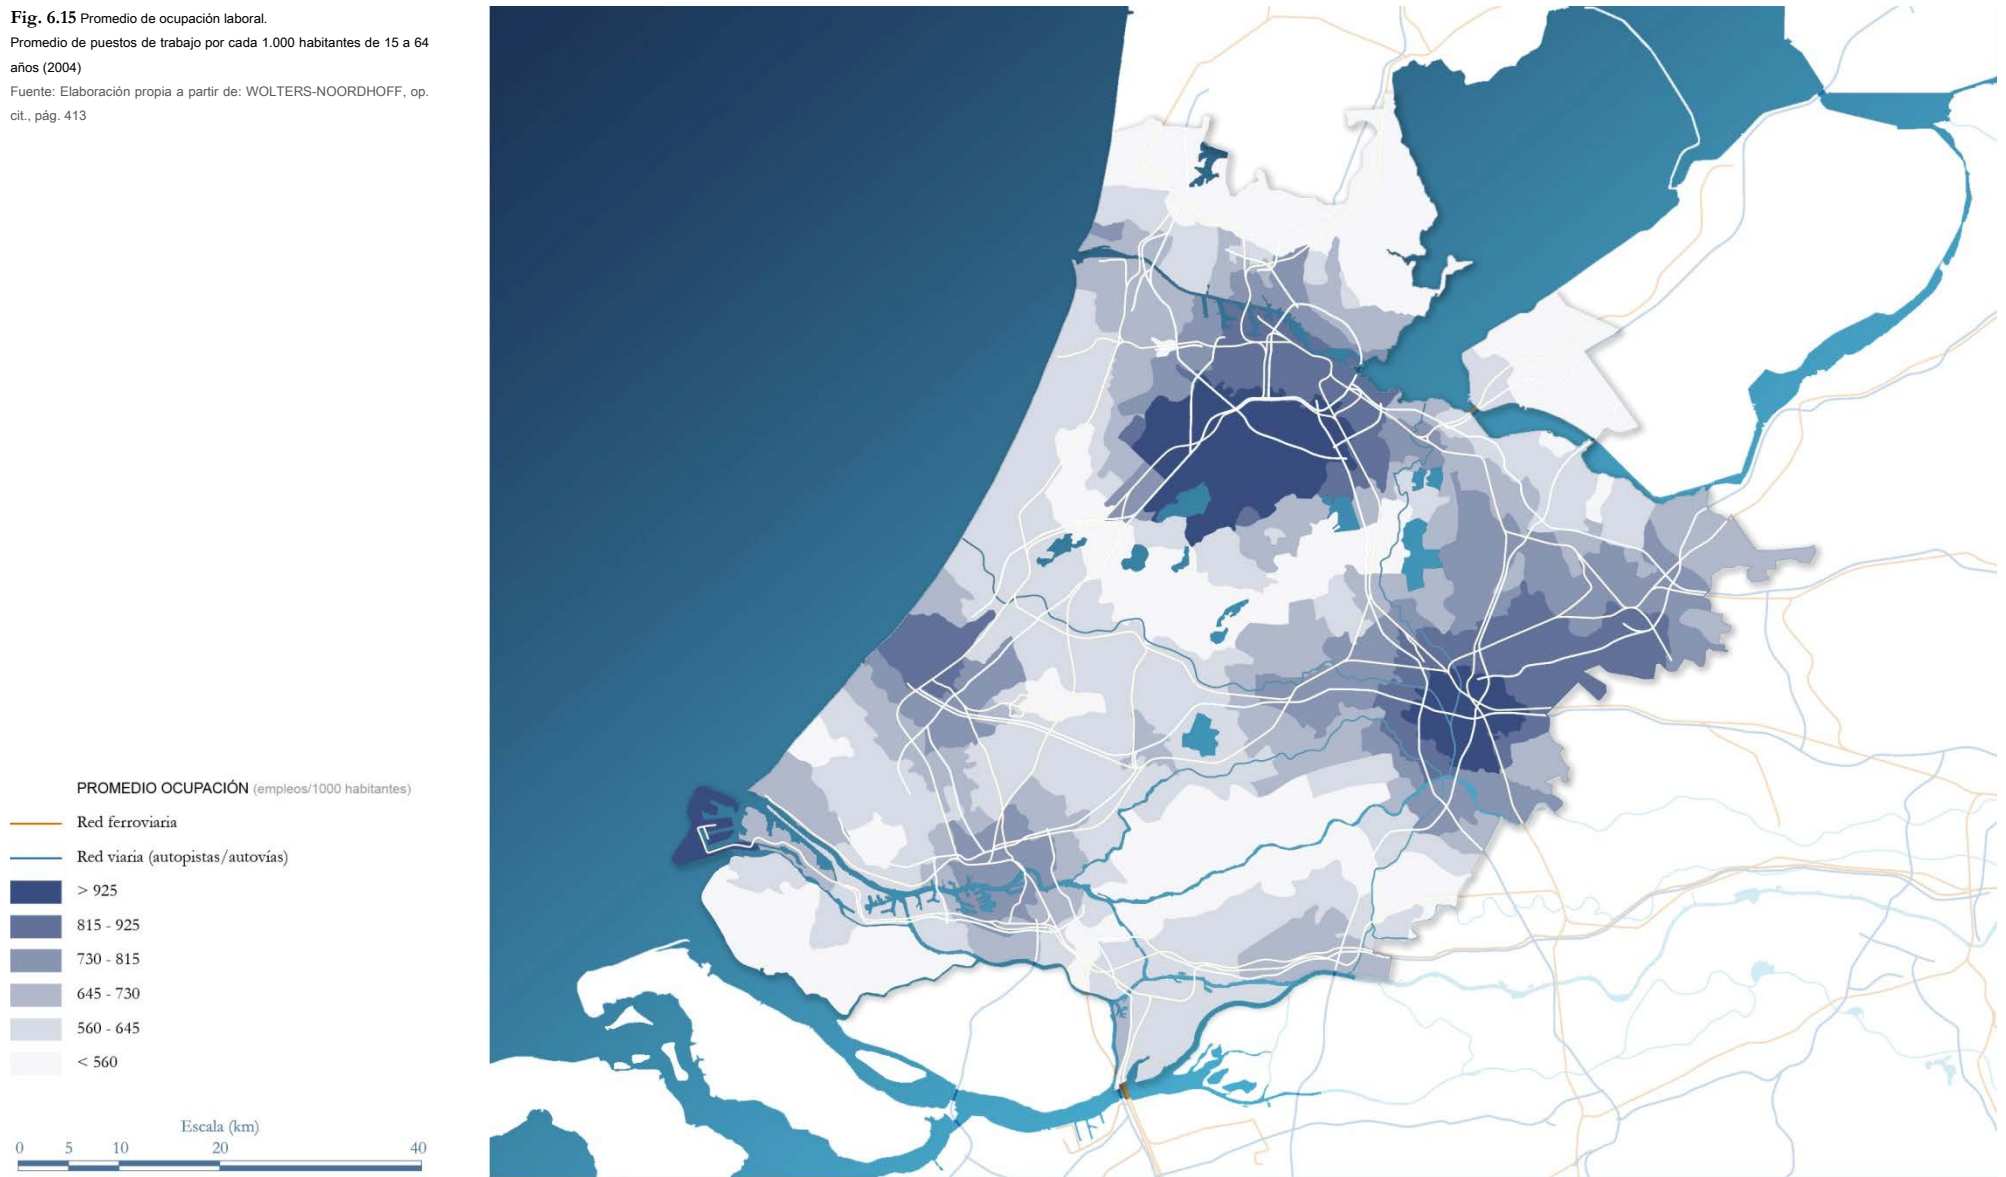 Fig. 6.15 Promedio de ocupación laboral.
Promedio de puestos de trabajo por cada 1.000 habitantes de 15 a 64
años (2004)
Fuente: Elaboración propia a partir de: WOLTERS-NOORDHOFF, op.
cit., pág. 413
PROMEDIO OCUPACIÓN (empleos/1000 habitantes)
Red ferroviaria
Red viaria (autopistas/autovías)
> 925
815 - 925
730 - 815
645 - 730
560 - 645
< 560
Escala (km)
0 5 10 20 40